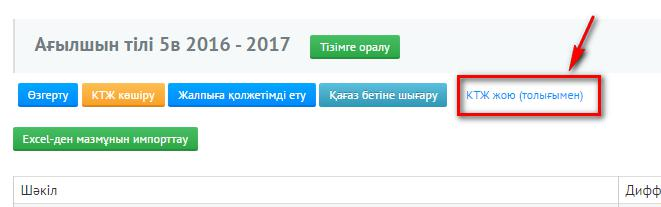 Ағылшын тілі 5в 2016 - 2017 Тізімге оралу
Өзгерту КТЖ көшіру Жалпыға қолжетімді ету Қағаз бетіне шығару КТЖ жою (толығымен)
Excel-ден мазмұнын импорттау
Шәкіл Дифф